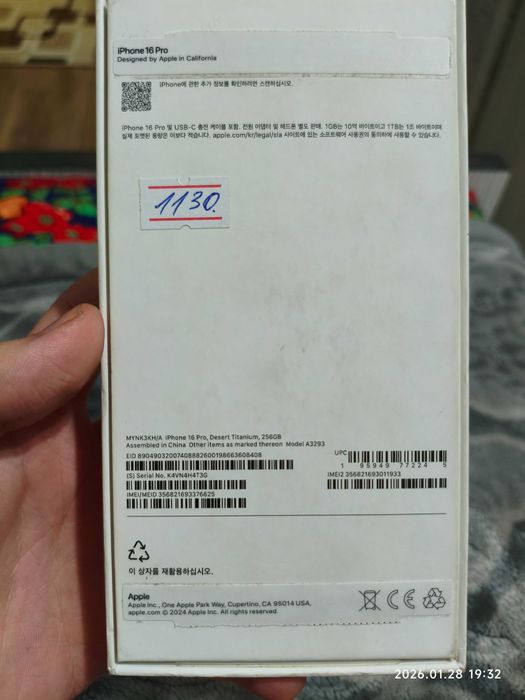 iPhone 16 Pro
Designed by Apple in California
iPhone에 관한 추가 정보를 확인하려면 스캔하십시오.
iPhone 16 Pro 및 USB-C 충전 케이블 포함. 전원 어댑터 및 헤드폰 별도 판매. 1GB는 10억 바이트이고 1TB는 1조 바이트이며
실제 포맷된 용량은 이보다 적습니다. apple.com/kr/legal/sla 사이트에 있는 소프트웨어 사용권의 동의하에 사용할 수 있습니다.
1130.
MYNK3KH/A iPhone 16 Pro, Desert Titanium, 256GB
Assembled in China Other items as marked thereon Model A3293
EID 89049032007408882600198663608408
UPC
1 95949 77224 5
(S) Serial No. K4VN4H4T3G
IMEI2 356821693011933
IMEI/MEID 356821693376625
이 상자를 재활용하십시오.
Apple
Apple Inc., One Apple Park Way, Cupertino, CA 95014 USA,
apple.com © 2024 Apple Inc. All rights reserved.
2026.01.28 19:32